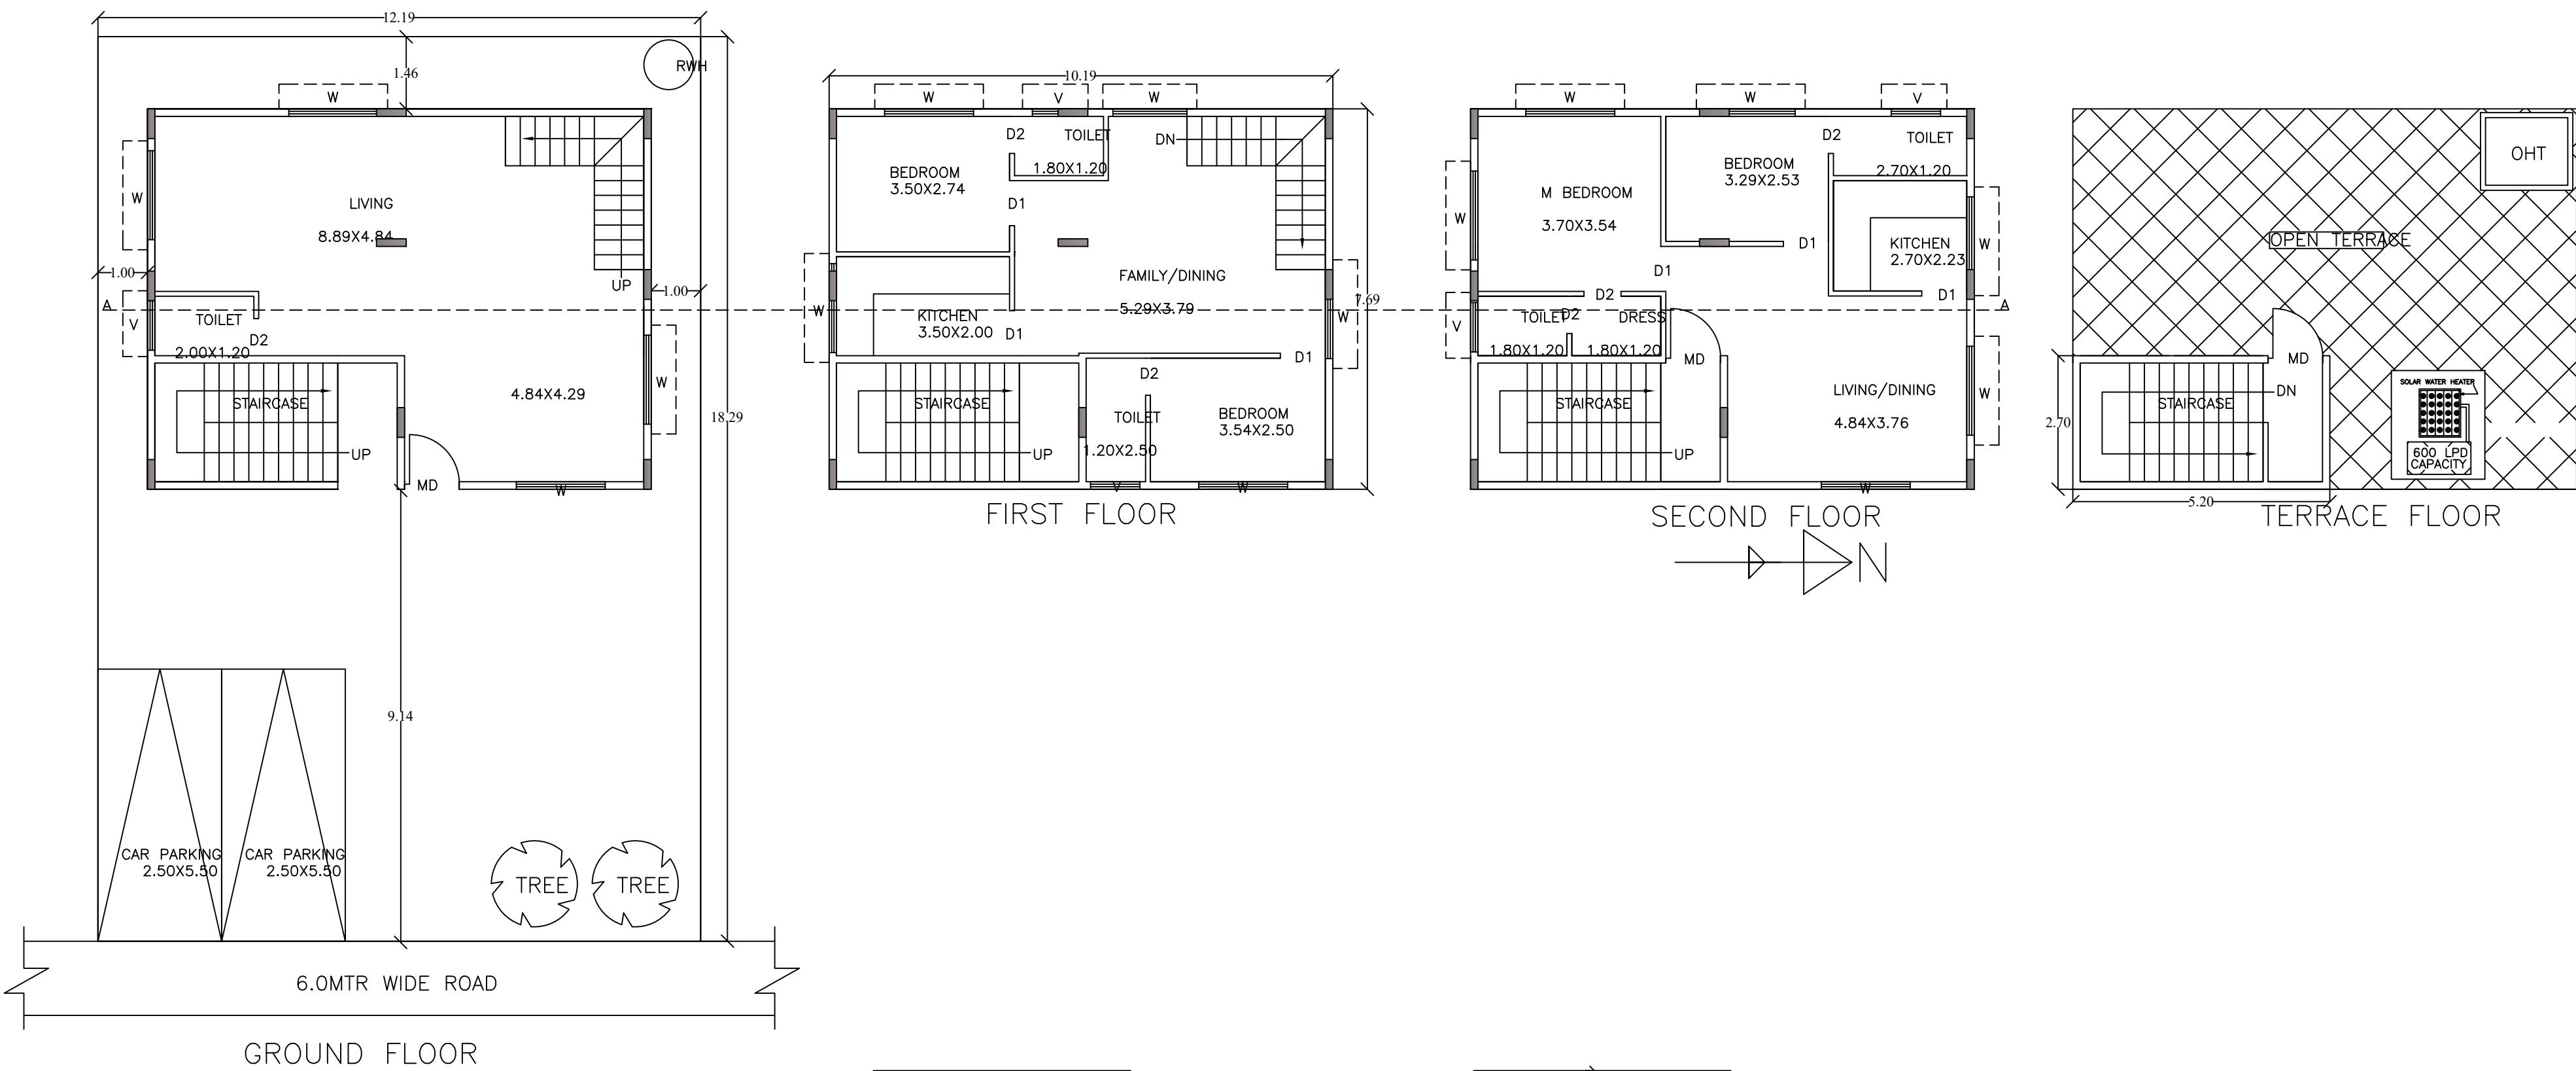 12.19
1.46
RWH
W
W
LIVING
8.89X4.84
1.00
UP
1.00
A
V
TOILET
D2
2.00X1.20
W
4.84X4.29
STAIRCASE
UP
MD
W
18.29
9.14
CAR PARKING
2.50X5.50
CAR PARKING
2.50X5.50
TREE
TREE
6.0MTR WIDE ROAD
GROUND FLOOR
10.19
W
V
W
D2
TOILET
1.80X1.20
DN
BEDROOM
3.50X2.74
D1
FAMILY/DINING
5.29X3.79
W
KITCHEN
3.50X2.00
D1
W
7.69
D1
D2
STAIRCASE
UP
TOILET
1.20X2.50
BEDROOM
3.54X2.50
V
W
FIRST FLOOR
W
W
V
D2
TOILET
2.70X1.20
BEDROOM
3.29X2.53
M BEDROOM
3.70X3.54
W
D1
KITCHEN
2.70X2.23
W
D1
D2
D1
A
V
TOILET
D2
DRESS
1.80X1.20
1.80X1.20
MD
LIVING/DINING
4.84X3.76
W
STAIRCASE
UP
W
SECOND FLOOR
N
OHT
OPEN TERRACE
MD
SOLAR WATER HEATER
DN
STAIRCASE
2.70
600 LPD
CAPACITY
5.20
TERRACE FLOOR